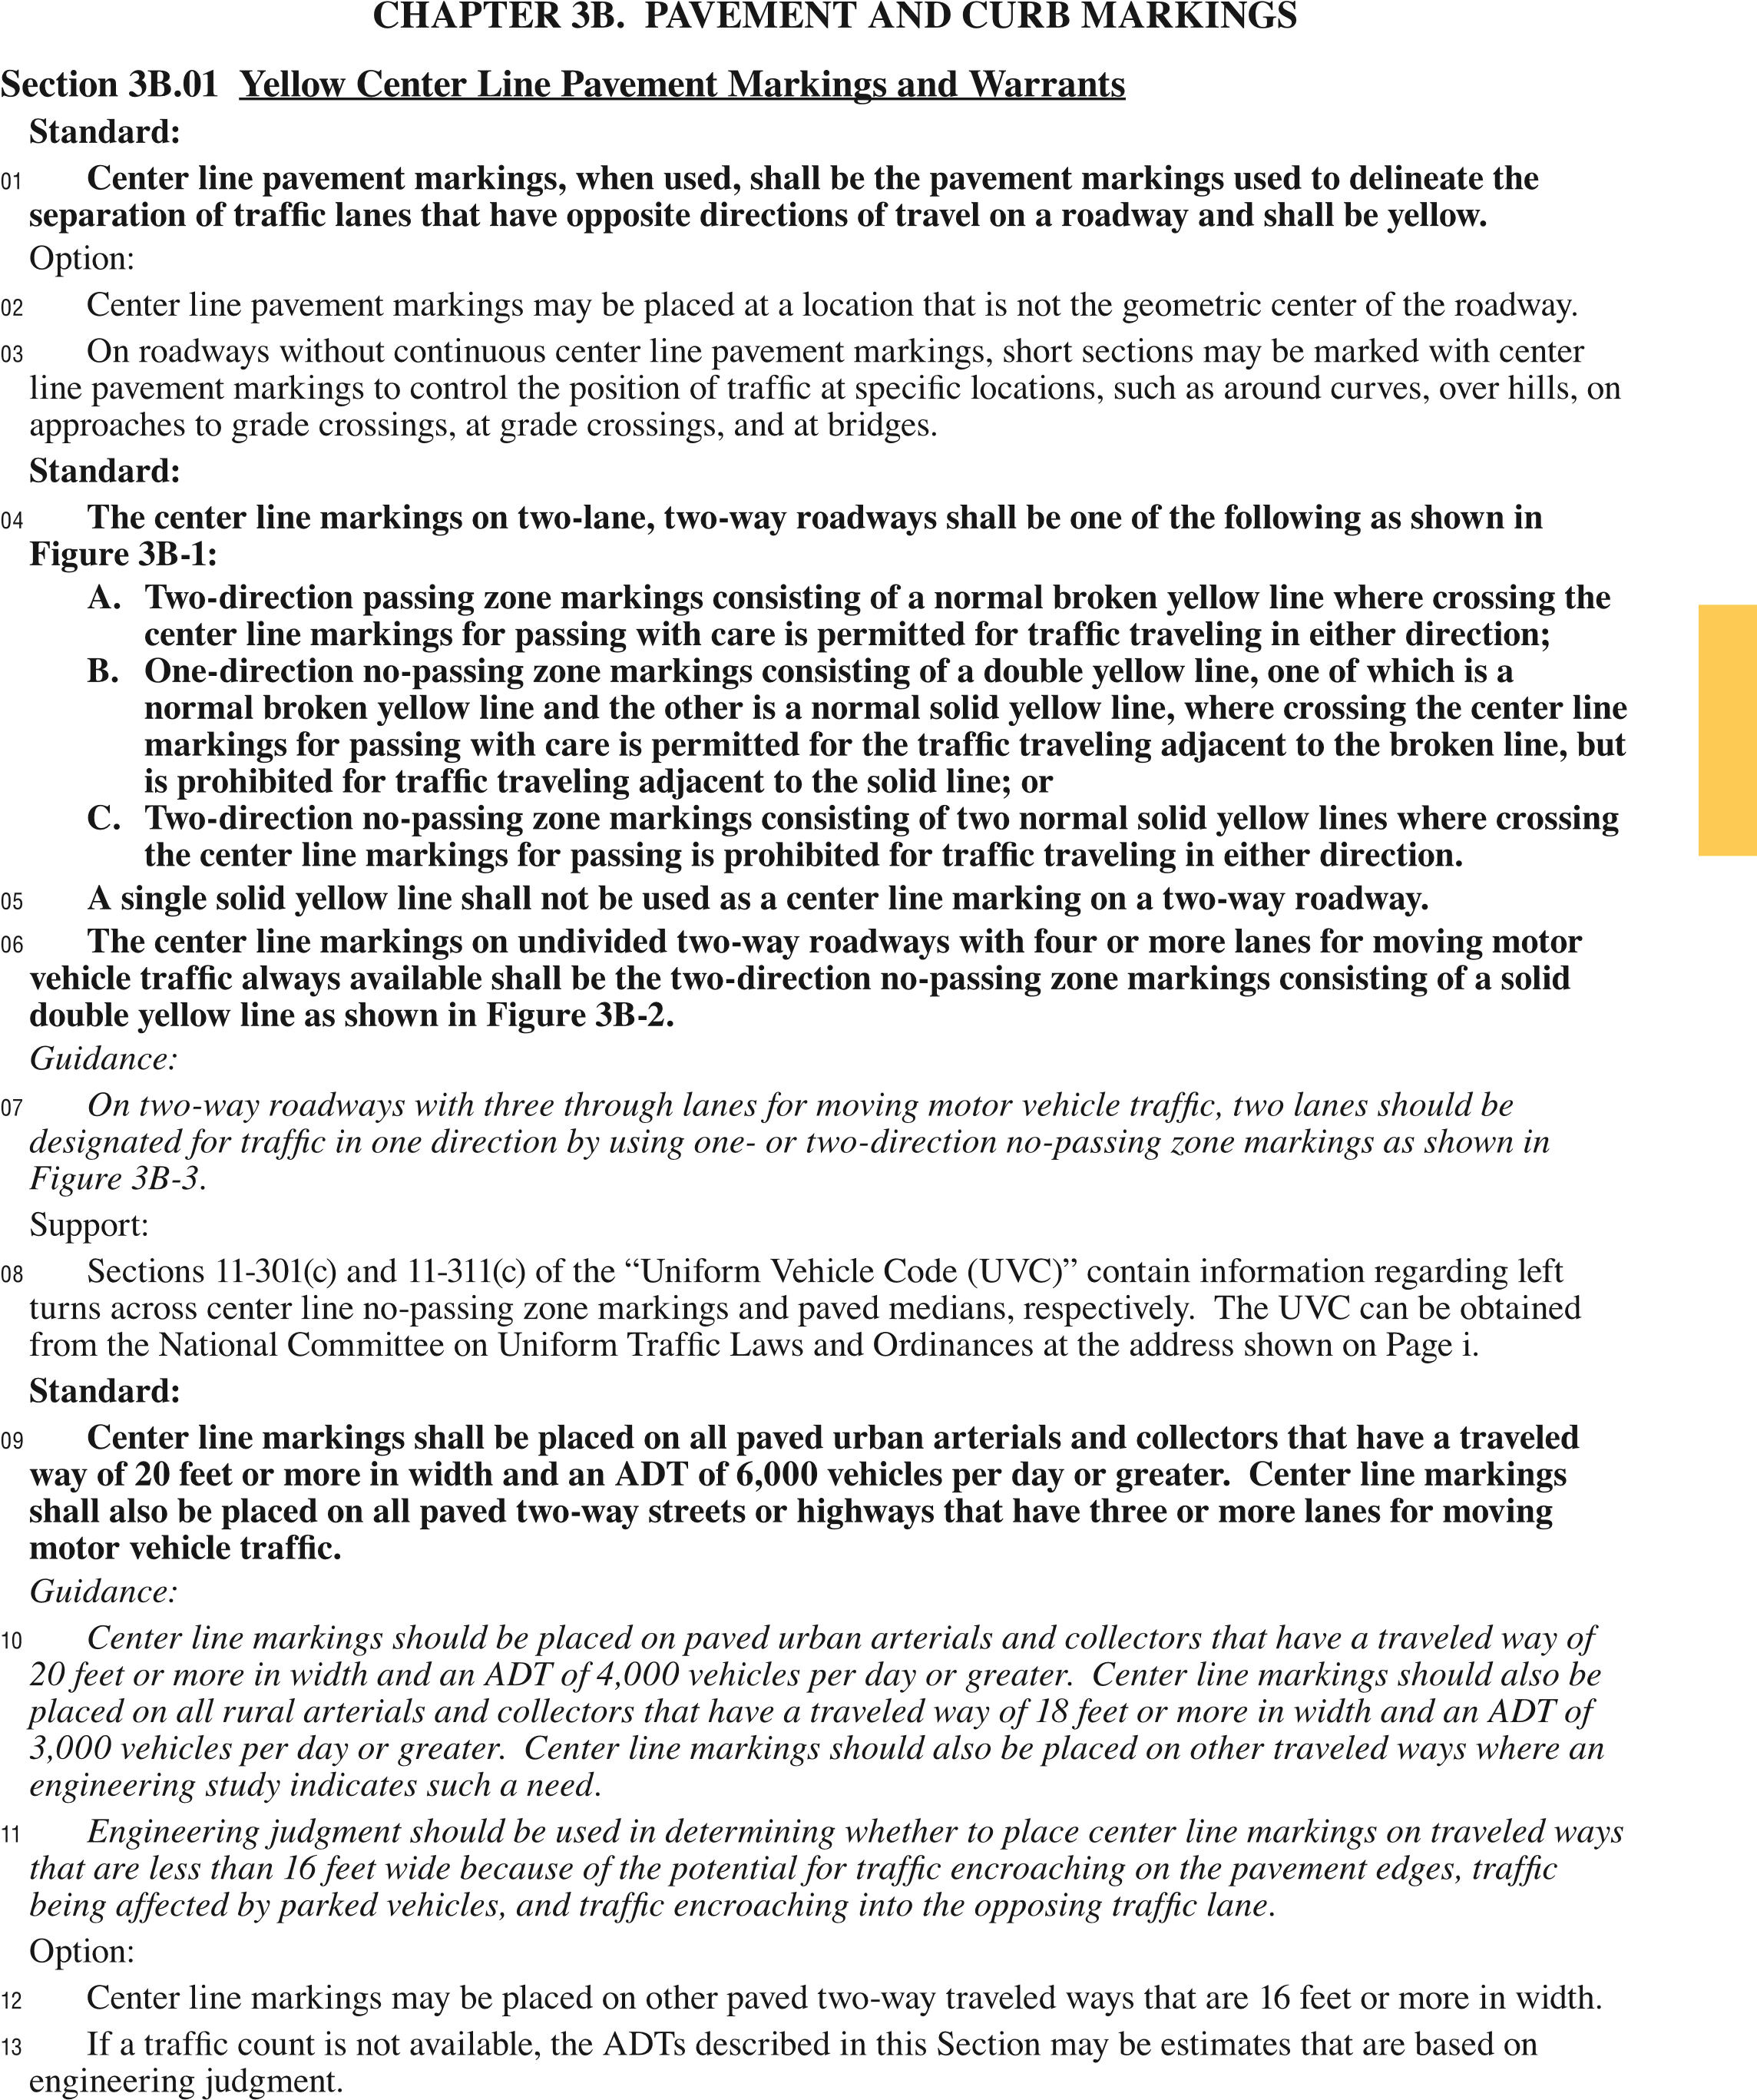 CHAPTER 3B. PAVEMENT AND CURB MARKINGS
Section 3B.01 Yellow Center Line Pavement Markings and Warrants
Standard:
01 Center line pavement markings, when used, shall be the pavement markings used to delineate the
separation of traffic lanes that have opposite directions of travel on a roadway and shall be yellow.
Option:
02 Center line pavement markings may be placed at a location that is not the geometric center of the roadway.
03 On roadways without continuous center line pavement markings, short sections may be marked with center
line pavement markings to control the position of traffic at specific locations, such as around curves, over hills, on
approaches to grade crossings, at grade crossings, and at bridges.
Standard:
04 The center line markings on two-lane, two-way roadways shall be one of the following as shown in
Figure 3B-1:
A. Two-direction passing zone markings consisting of a normal broken yellow line where crossing the
center line markings for passing with care is permitted for traffic traveling in either direction;
B. One-direction no-passing zone markings consisting of a double yellow line, one of which is a
normal broken yellow line and the other is a normal solid yellow line, where crossing the center line
markings for passing with care is permitted for the traffic traveling adjacent to the broken line, but
is prohibited for traffic traveling adjacent to the solid line; or
C. Two-direction no-passing zone markings consisting of two normal solid yellow lines where crossing
the center line markings for passing is prohibited for traffic traveling in either direction.
05 A single solid yellow line shall not be used as a center line marking on a two-way roadway.
06 The center line markings on undivided two-way roadways with four or more lanes for moving motor
vehicle traffic always available shall be the two-direction no-passing zone markings consisting of a solid
double yellow line as shown in Figure 3B-2.
Guidance:
07 On two-way roadways with three through lanes for moving motor vehicle traffic, two lanes should be
designated for traffic in one direction by using one- or two-direction no-passing zone markings as shown in
Figure 3B-3.
Support:
08 Sections 11-301(c) and 11-311(c) of the “Uniform Vehicle Code (UVC)” contain information regarding left
turns across center line no-passing zone markings and paved medians, respectively. The UVC can be obtained
from the National Committee on Uniform Traffic Laws and Ordinances at the address shown on Page i.
Standard:
09 Center line markings shall be placed on all paved urban arterials and collectors that have a traveled
way of 20 feet or more in width and an ADT of 6,000 vehicles per day or greater. Center line markings
shall also be placed on all paved two-way streets or highways that have three or more lanes for moving
motor vehicle traffic.
Guidance:
10 Center line markings should be placed on paved urban arterials and collectors that have a traveled way of
20 feet or more in width and an ADT of 4,000 vehicles per day or greater. Center line markings should also be
placed on all rural arterials and collectors that have a traveled way of 18 feet or more in width and an ADT of
3,000 vehicles per day or greater. Center line markings should also be placed on other traveled ways where an
engineering study indicates such a need.
11 Engineering judgment should be used in determining whether to place center line markings on traveled ways
that are less than 16 feet wide because of the potential for traffic encroaching on the pavement edges, traffic
being affected by parked vehicles, and traffic encroaching into the opposing traffic lane.
Option:
12 Center line markings may be placed on other paved two-way traveled ways that are 16 feet or more in width.
13 If a traffic count is not available, the ADTs described in this Section may be estimates that are based on
engineering judgment.